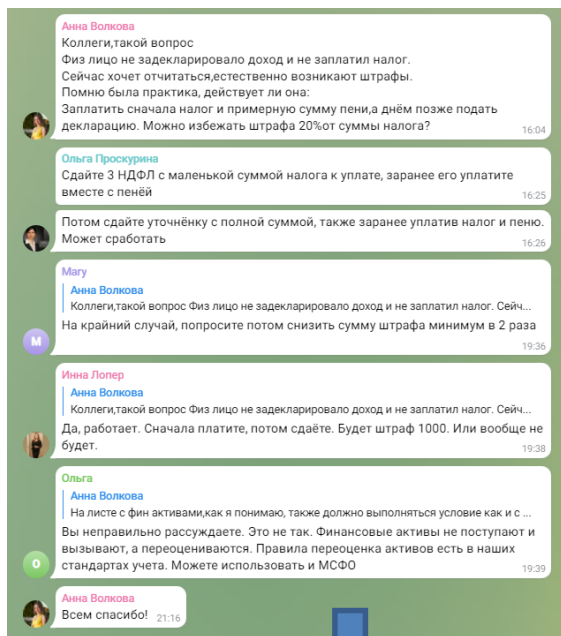 Анна Волкова
Коллеги,такой вопрос
Физ лицо не задекларировало доход и не заплатил налог.
Сейчас хочет отчитаться,естественно возникают штрафы.
Помню была практика, действует ли она:
Заплатить сначала налог и примерную сумму пени,а днём позже подать
декларацию. Можно избежать штрафа 20%от суммы налога?
16:04
Ольга Проскурина
Сдайте 3 НДФЛ с маленькой суммой налога к уплате, заранее его уплатите
вместе с пенёй
16:25
Потом сдайте уточнёнку с полной суммой, также заранее уплатив налог и пеню.
Может сработать
16:26
Mary
Анна Волкова
Коллеги,такой вопрос Физ лицо не задекларировало доход и не заплатил налог. Сейч...
На крайний случай, попросите потом снизить сумму штрафа минимум в 2 раза
M
19:36
Инна Лопер
Анна Волкова
Коллеги,такой вопрос Физ лицо не задекларировало доход и не заплатил налог. Сейч...
Да, работает. Сначала платите, потом сдаёте. Будет штраф 1000. Или вообще не
будет.
19:38
Ольга
Анна Волкова
На листе с фин активами,как я понимаю, также должно выполняться условие как и с ...
Вы неправильно рассуждаете. Это не так. Финансовые активы не поступают и
вызывают, а переоцениваются. Правила переоценка активов есть в наших
стандартах учета. Можете использовать и МСФО
О
19:39
Анна Волкова
Всем спасибо! 21:16